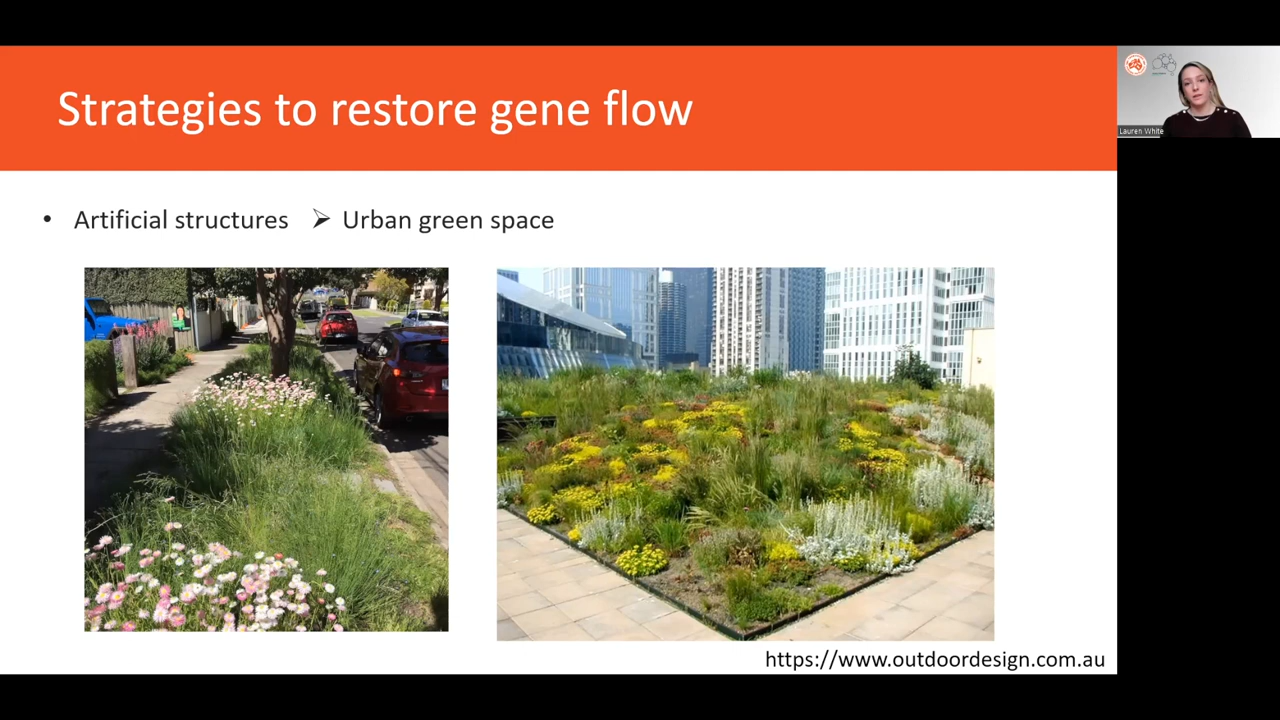 Strategies to restore gene flow
Lauren White
• Artificial structures ➢ Urban green space
https://www.outdoordesign.com.au